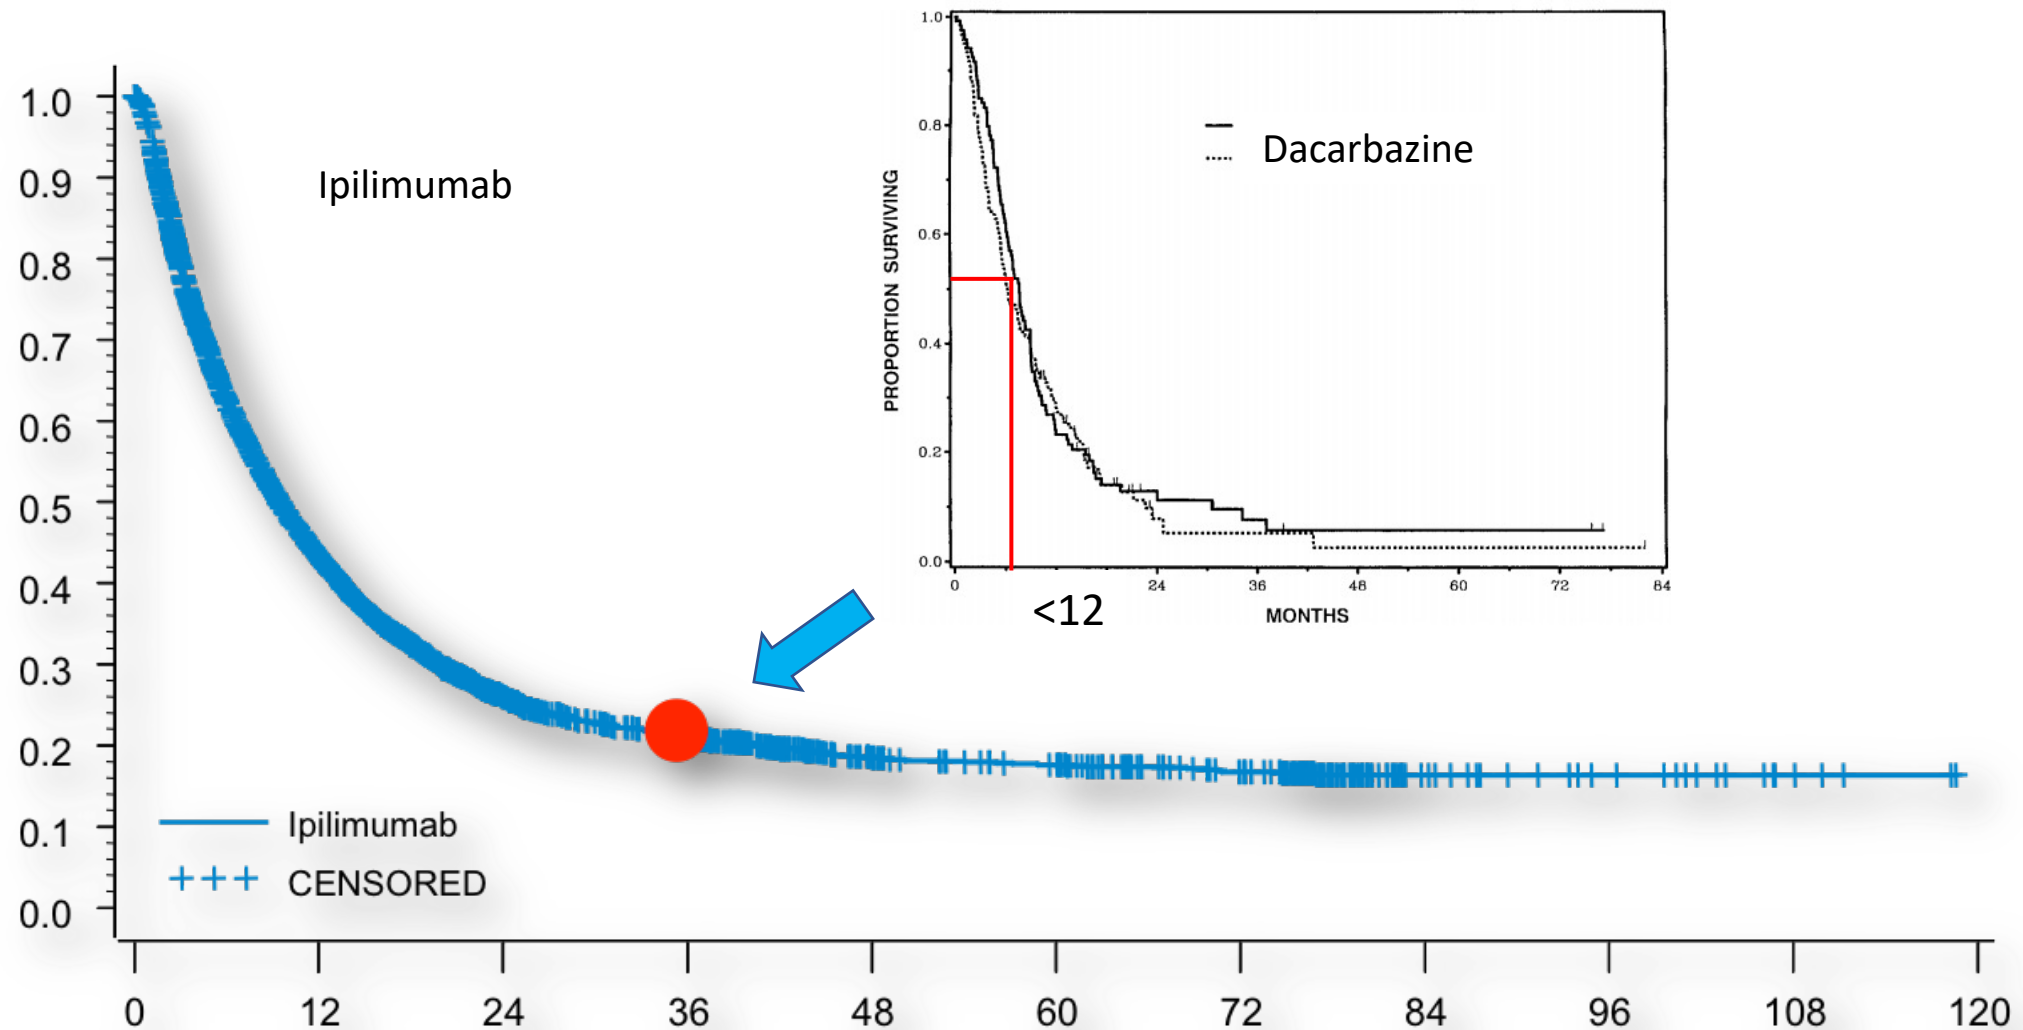 Ipilimumab
1.0
0.9
0.8
0.7
0.6
0.5
0.4
0.3
0.2
0.1
0.0
Ipilimumab
CENSORED
0 12 24 36 48 60 72 84 96 108 120
PROPORTION SURVIVING
1.0
0.8
0.6
0.4
0.2
0.0
Dacarbazine
0 24 36 48 60 72 84
<12
MONTHS